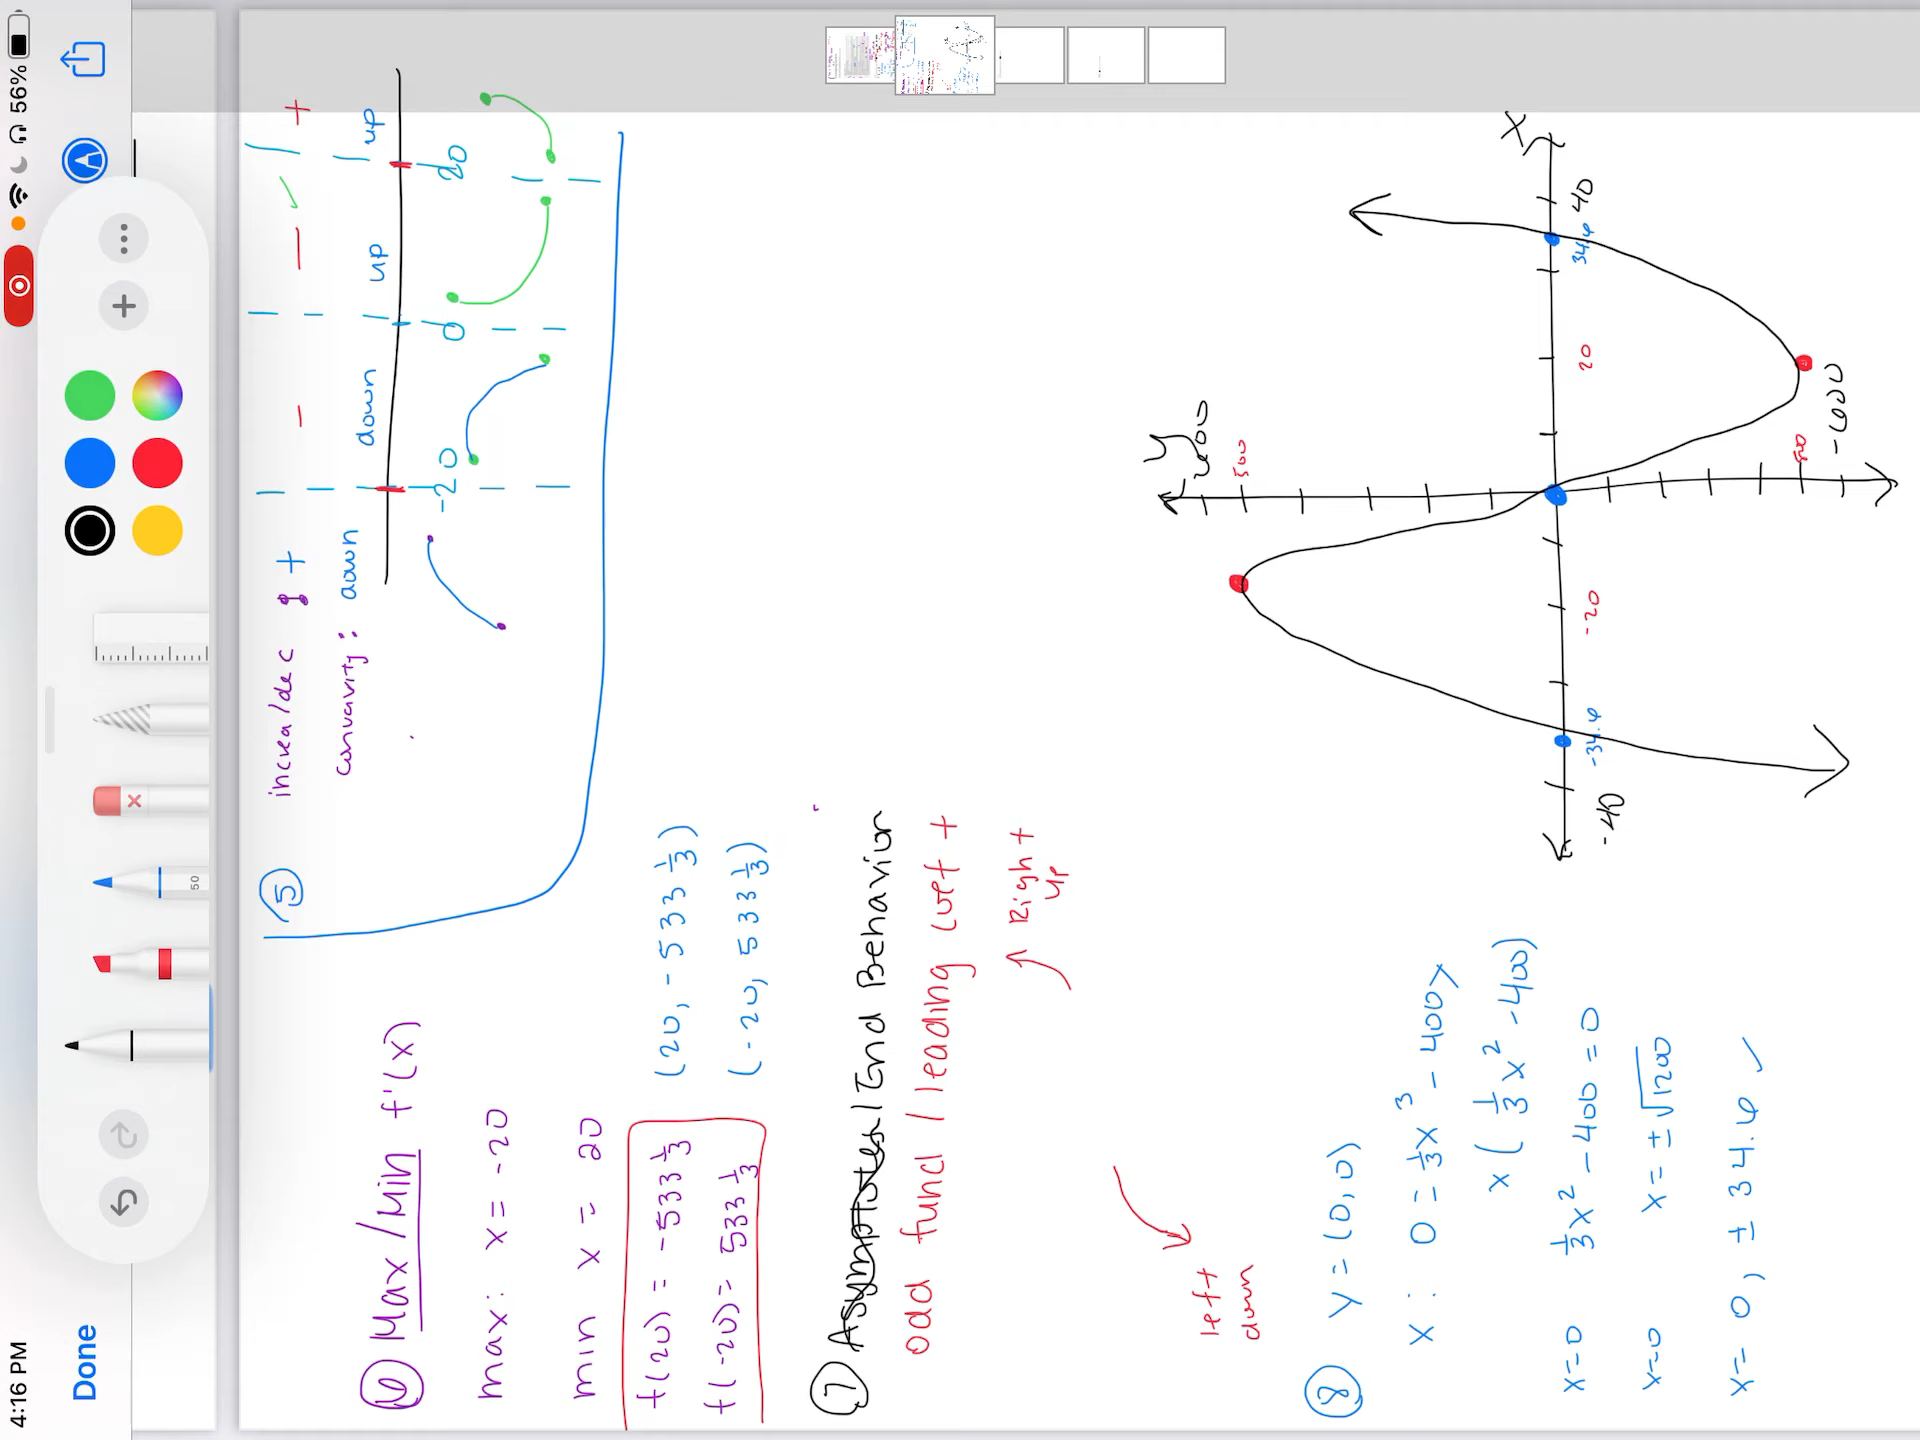 4:16 PM
56%
Done
50
5
increa/dec : + - - +
concavity : down down up up
-20 0 20
6 Max/Min f'(x)
max: x = -20
min x = 20
f(20) = -533 1/3 (20, -533 1/3)
f(-20) = 533 1/3 (-20, 533 1/3)
7 Asymptotes/End Behavior
odd func / leading coef +
Right
up
left
down
8 y = (0,0)
x : 0 = 1/3x³ - 400x
x (1/3x² - 400)
x=0 1/3x² - 400 = 0
x=0 x = ± √1200
x = 0, ± 34.6 ✓
y
600
500
x
-40 -34.6 -20 20 34.6 40
-600